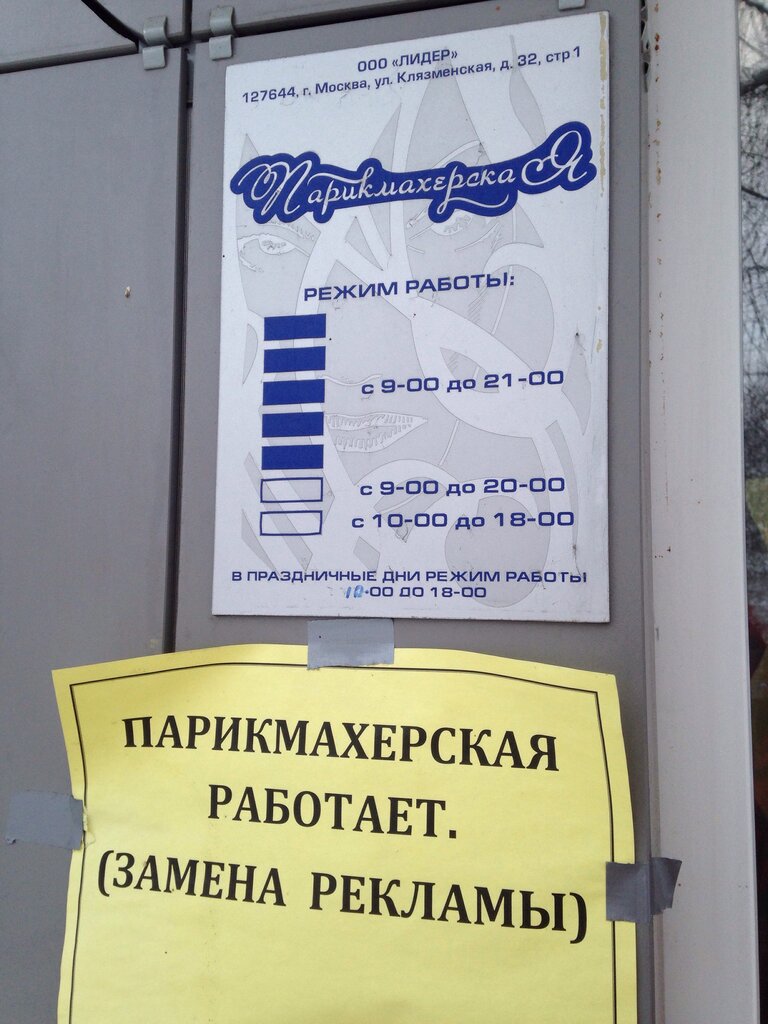 ООО «ЛИДЕР»
127644, г. Москва, ул. Клязменская, д. 32, стр 1
ПарикмахерскаЯ
РЕЖИМ РАБОТЫ:
с 9-00 до 21-00
с 9-00 до 20-00
с 10-00 до 18-00
В ПРАЗДНИЧНЫЕ ДНИ РЕЖИМ РАБОТЫ
10-00 ДО 18-00
ПАРИКМАХЕРСКАЯ
РАБОТАЕТ.
(ЗАМЕНА РЕКЛАМЫ)